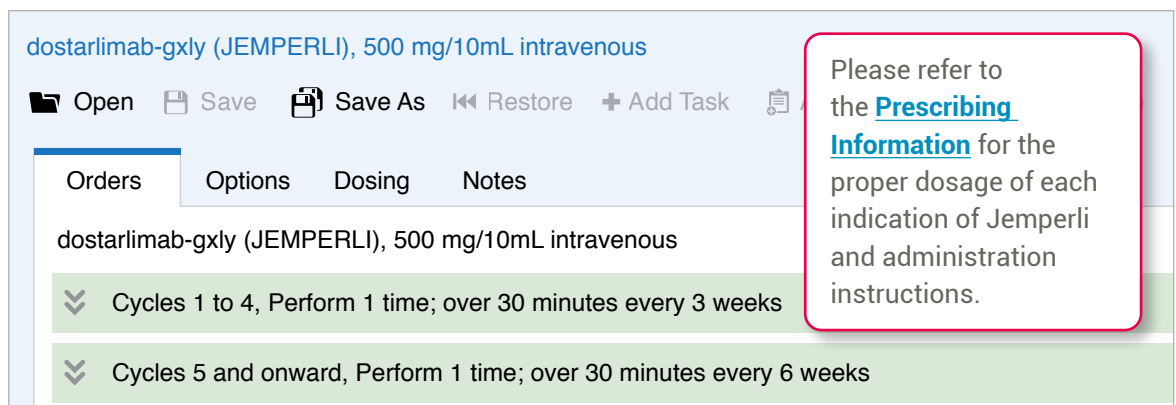 dostarlimab-gxly (JEMPERLI), 500 mg/10mL intravenous
Open Save Save As Restore Add Task
Please refer to
the Prescribing
Information for the
proper dosage of each
indication of Jemperli
and administration
instructions.
Orders Options Dosing Notes
dostarlimab-gxly (JEMPERLI), 500 mg/10mL intravenous
Cycles 1 to 4, Perform 1 time; over 30 minutes every 3 weeks
Cycles 5 and onward, Perform 1 time; over 30 minutes every 6 weeks